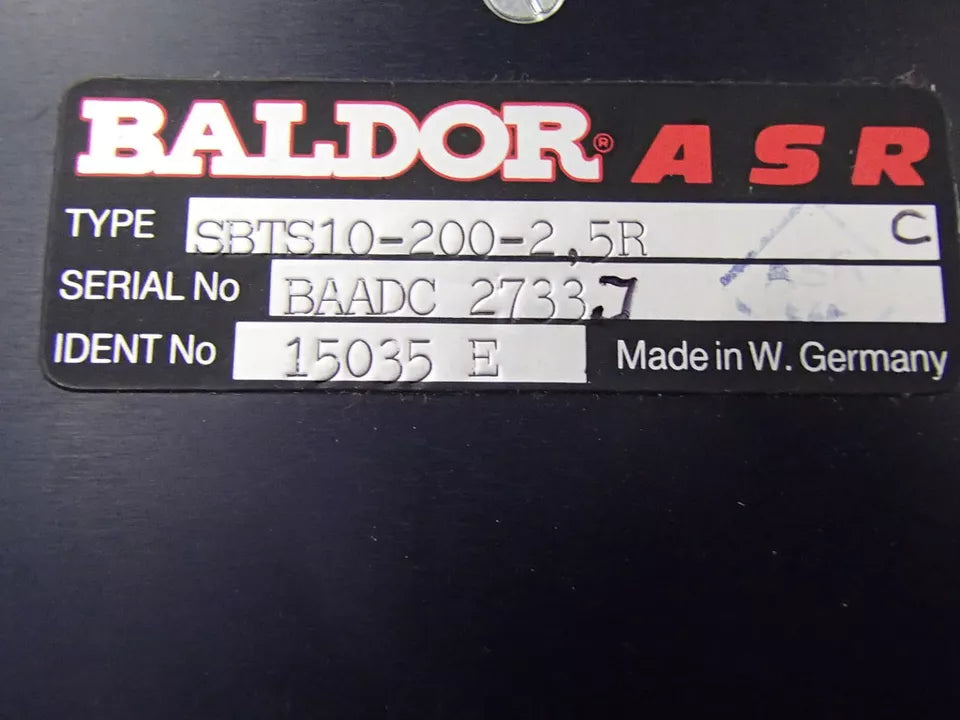 BALDOR® ASR
TYPE SBTS10-200-2,5R C
SERIAL No BAADC 27337
IDENT No 15035 E Made in W. Germany